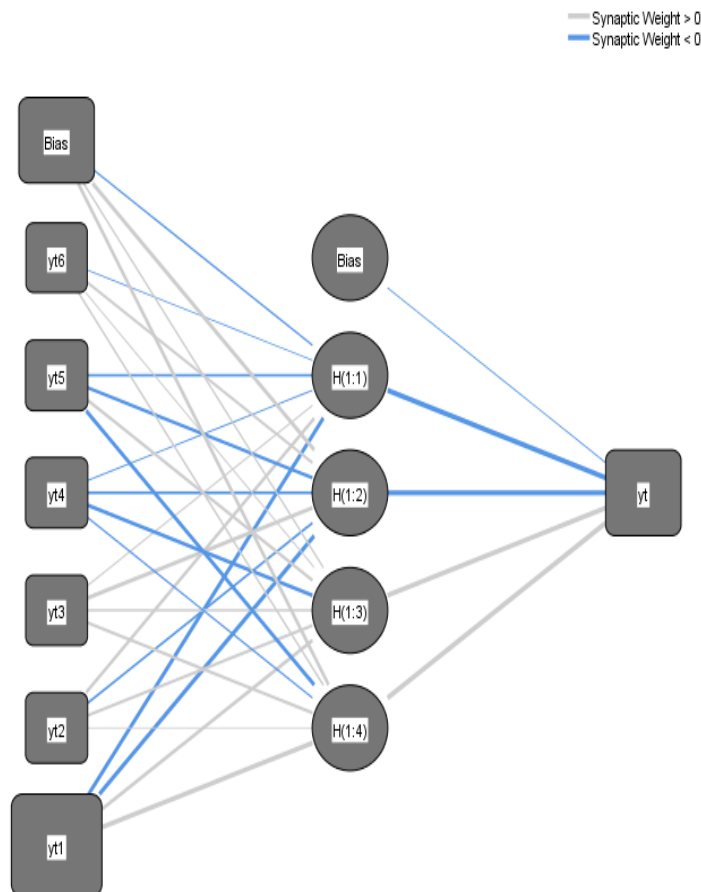 Synaptic Weight > 0
Synaptic Weight < 0
Bias
yt6
yt5
yt4
yt3
yt2
yt1
Bias
H(1:1)
H(1:2)
H(1:3)
H(1:4)
yt